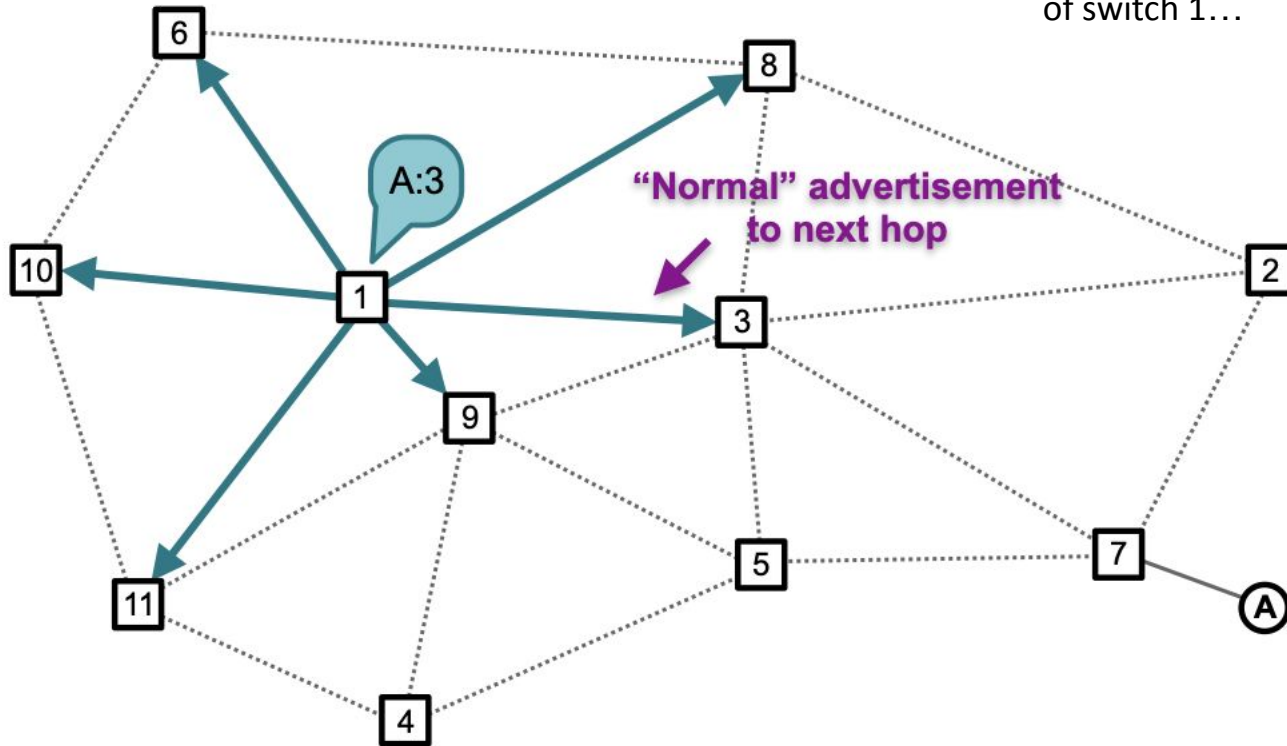 of switch 1…
6
8
A:3
“Normal” advertisement
to next hop
10
1
2
3
9
5
7
11
A
4